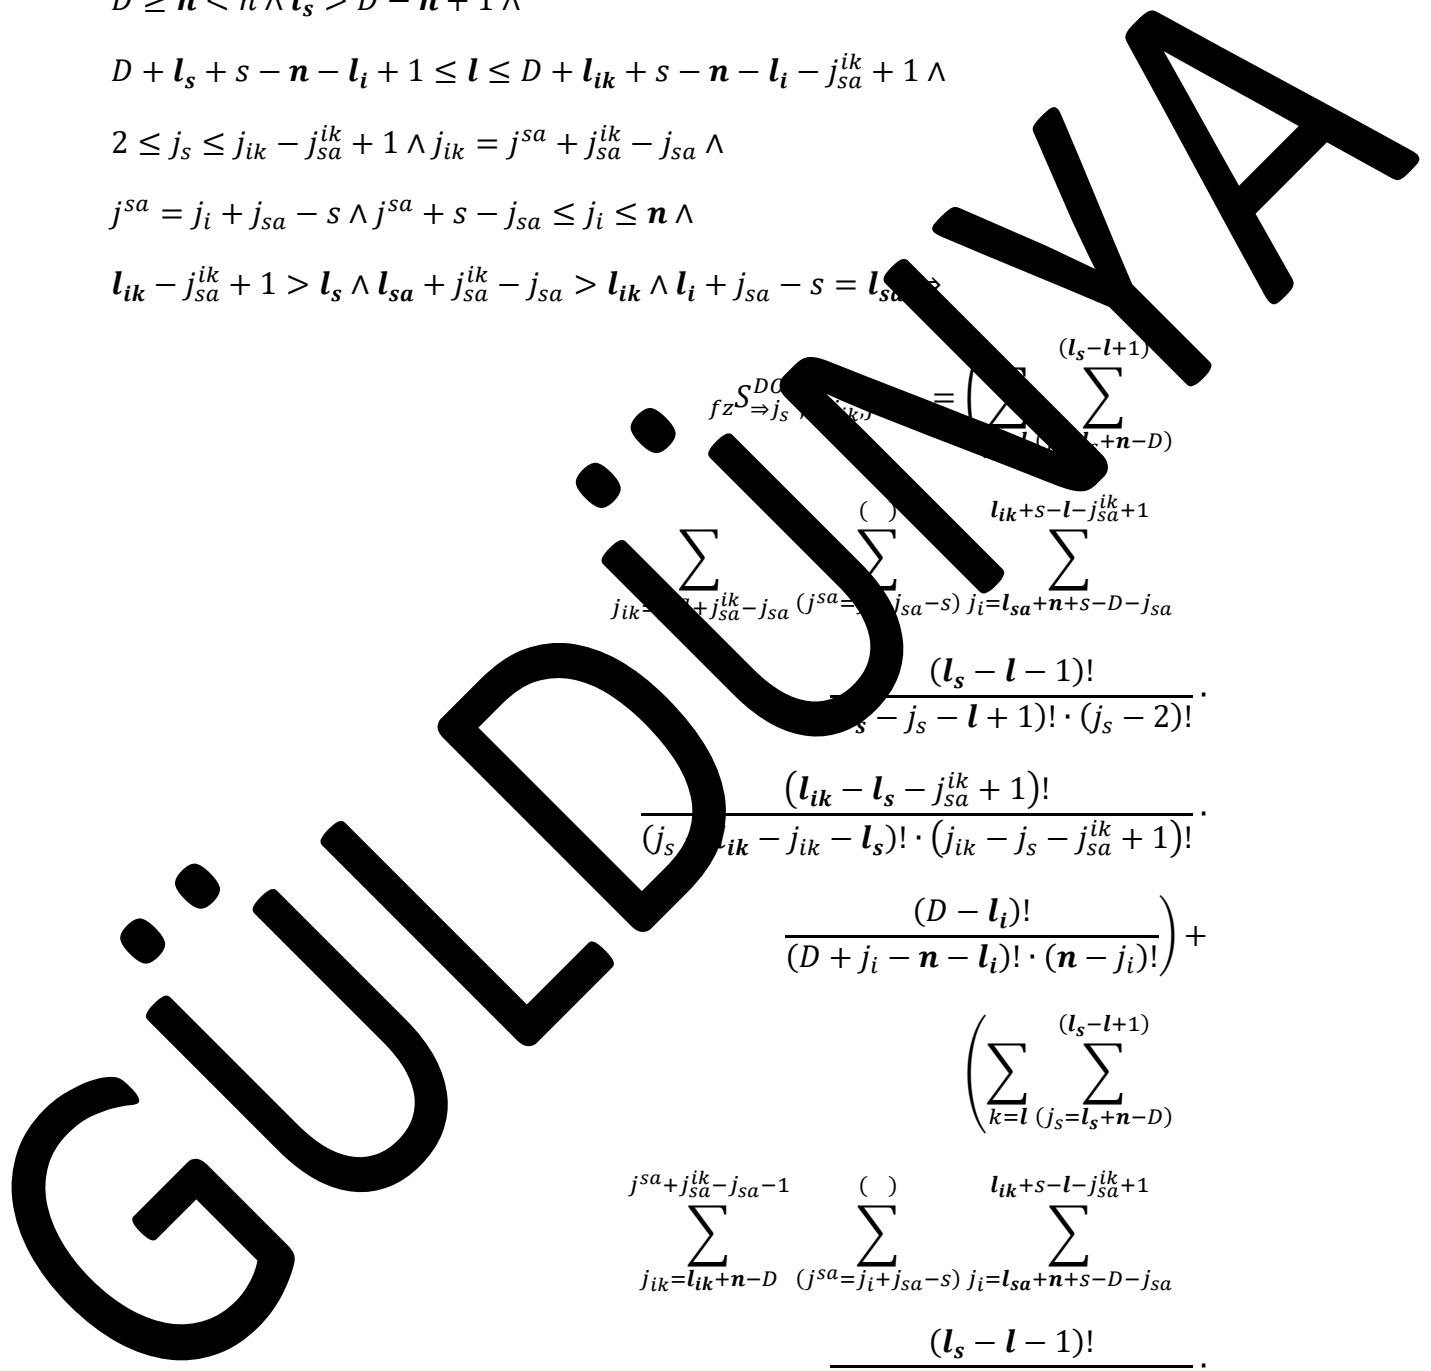 D ≥ n < n ∧ l_s > D − n + 1 ∧
D + l_s + s − n − l_i + 1 ≤ l ≤ D + l_ik + s − n − l_i − j_sa^ik + 1 ∧
2 ≤ j_s ≤ j_ik − j_sa^ik + 1 ∧ j_ik = j^sa + j_sa^ik − j_sa ∧
j^sa = j_i + j_sa − s ∧ j^sa + s − j_sa ≤ j_i ≤ n ∧
l_ik − j_sa^ik + 1 > l_s ∧ l_sa + j_sa^ik − j_sa > l_ik ∧ l_i + j_sa − s = l_sa ⇒
(l_s−l+1)
fz S ⇒j_s = ( ∑ ∑
+n−D)
( ) l_ik+s−l−j_sa^ik+1
∑ ∑ ∑
j_ik= +j_sa^ik−j_sa (j^sa= j_sa−s) j_i=l_sa+n+s−D−j_sa
(l_s − l − 1)!
− j_s − l + 1)! · (j_s − 2)! ·
(l_ik − l_s − j_sa^ik + 1)!
(j_s l_ik − j_ik − l_s)! · (j_ik − j_s − j_sa^ik + 1)! ·
(D − l_i)!
(D + j_i − n − l_i)! · (n − j_i)! ) +
(l_s−l+1)
( ∑ ∑
k=l (j_s=l_s+n−D)
j^sa+j_sa^ik−j_sa−1 ( ) l_ik+s−l−j_sa^ik+1
∑ ∑ ∑
j_ik=l_ik+n−D (j^sa=j_i+j_sa−s) j_i=l_sa+n+s−D−j_sa
(l_s − l − 1)!
·
GÜLDÜNYA